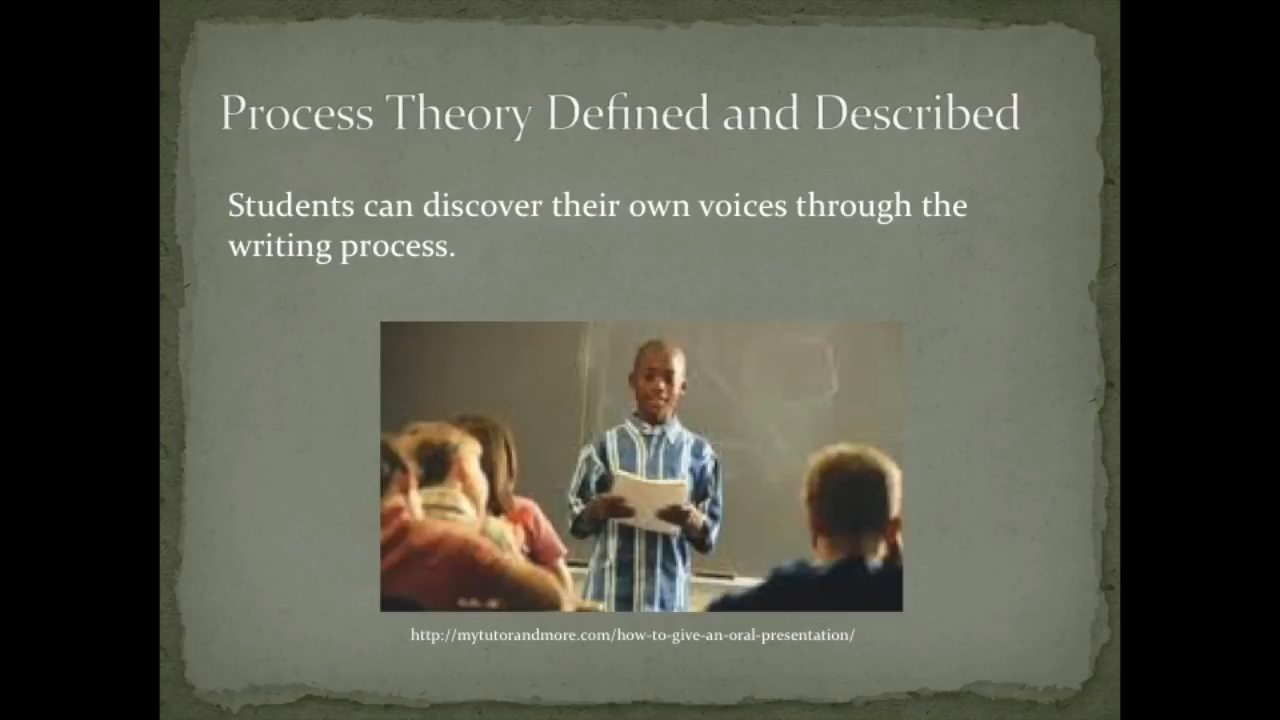 Process Theory Defined and Described
Students can discover their own voices through the
writing process.
http://mytutorandmore.com/how-to-give-an-oral-presentation/